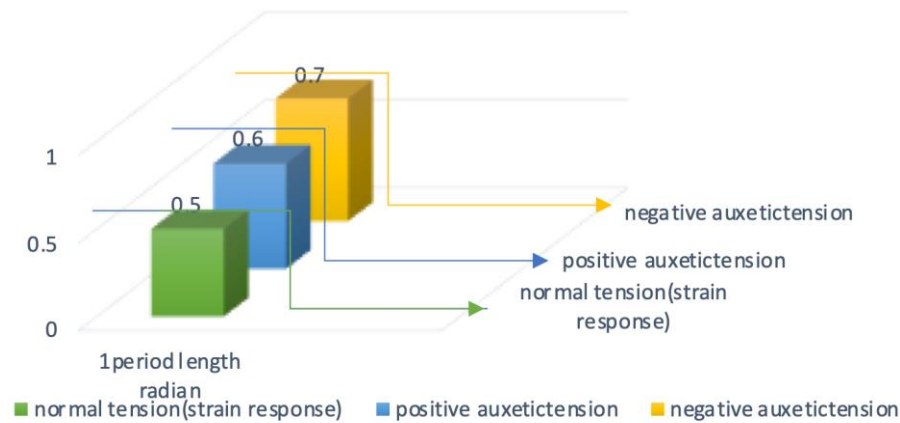 0.7
0.6
0.5
1
0.5
0
negative auxetictension
positive auxetictension
normal tension(strain
response)
1period length
radian
normal tension(strain response) positive auxetictension negative auxetictension